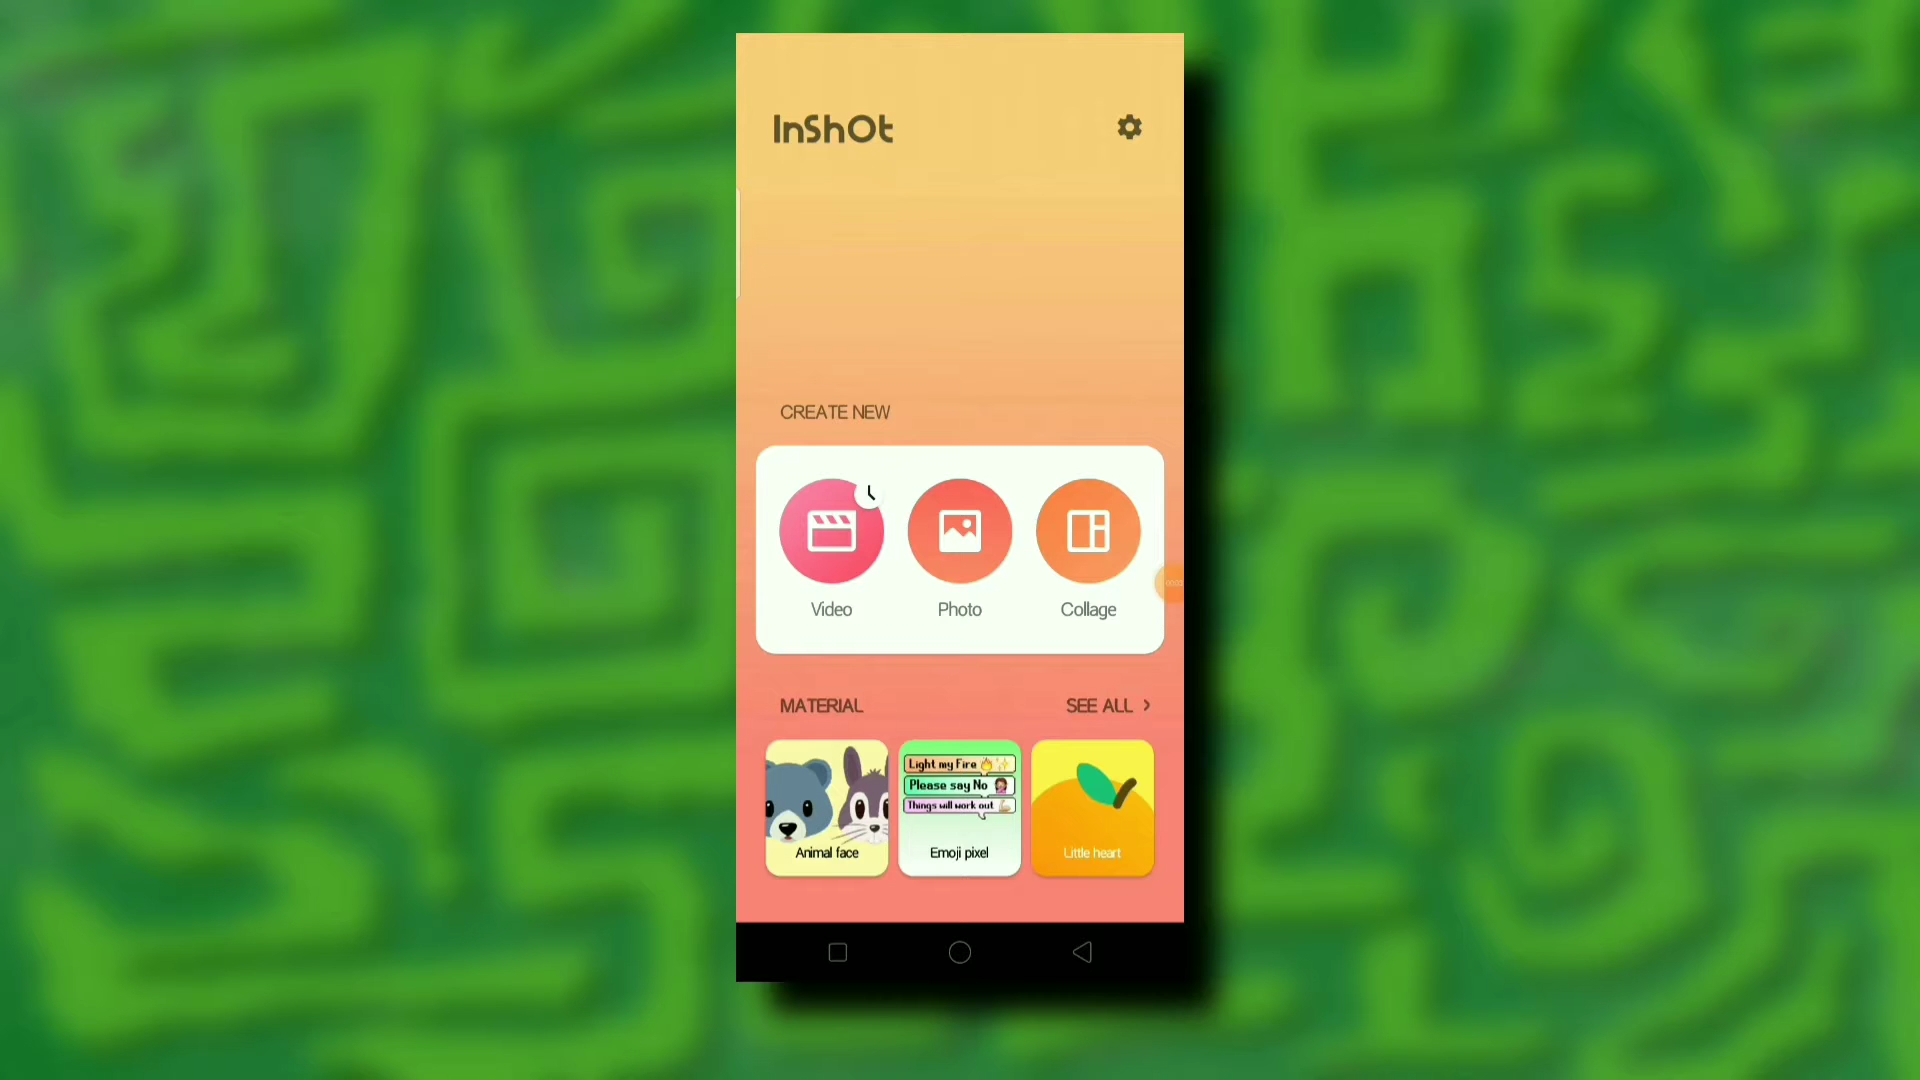 InShOt
CREATE NEW
Video
Photo
Collage
MATERIAL
SEE ALL
Light my Fire
Please say No
Things will work out
Animal face
Emoji pixel
Little heart